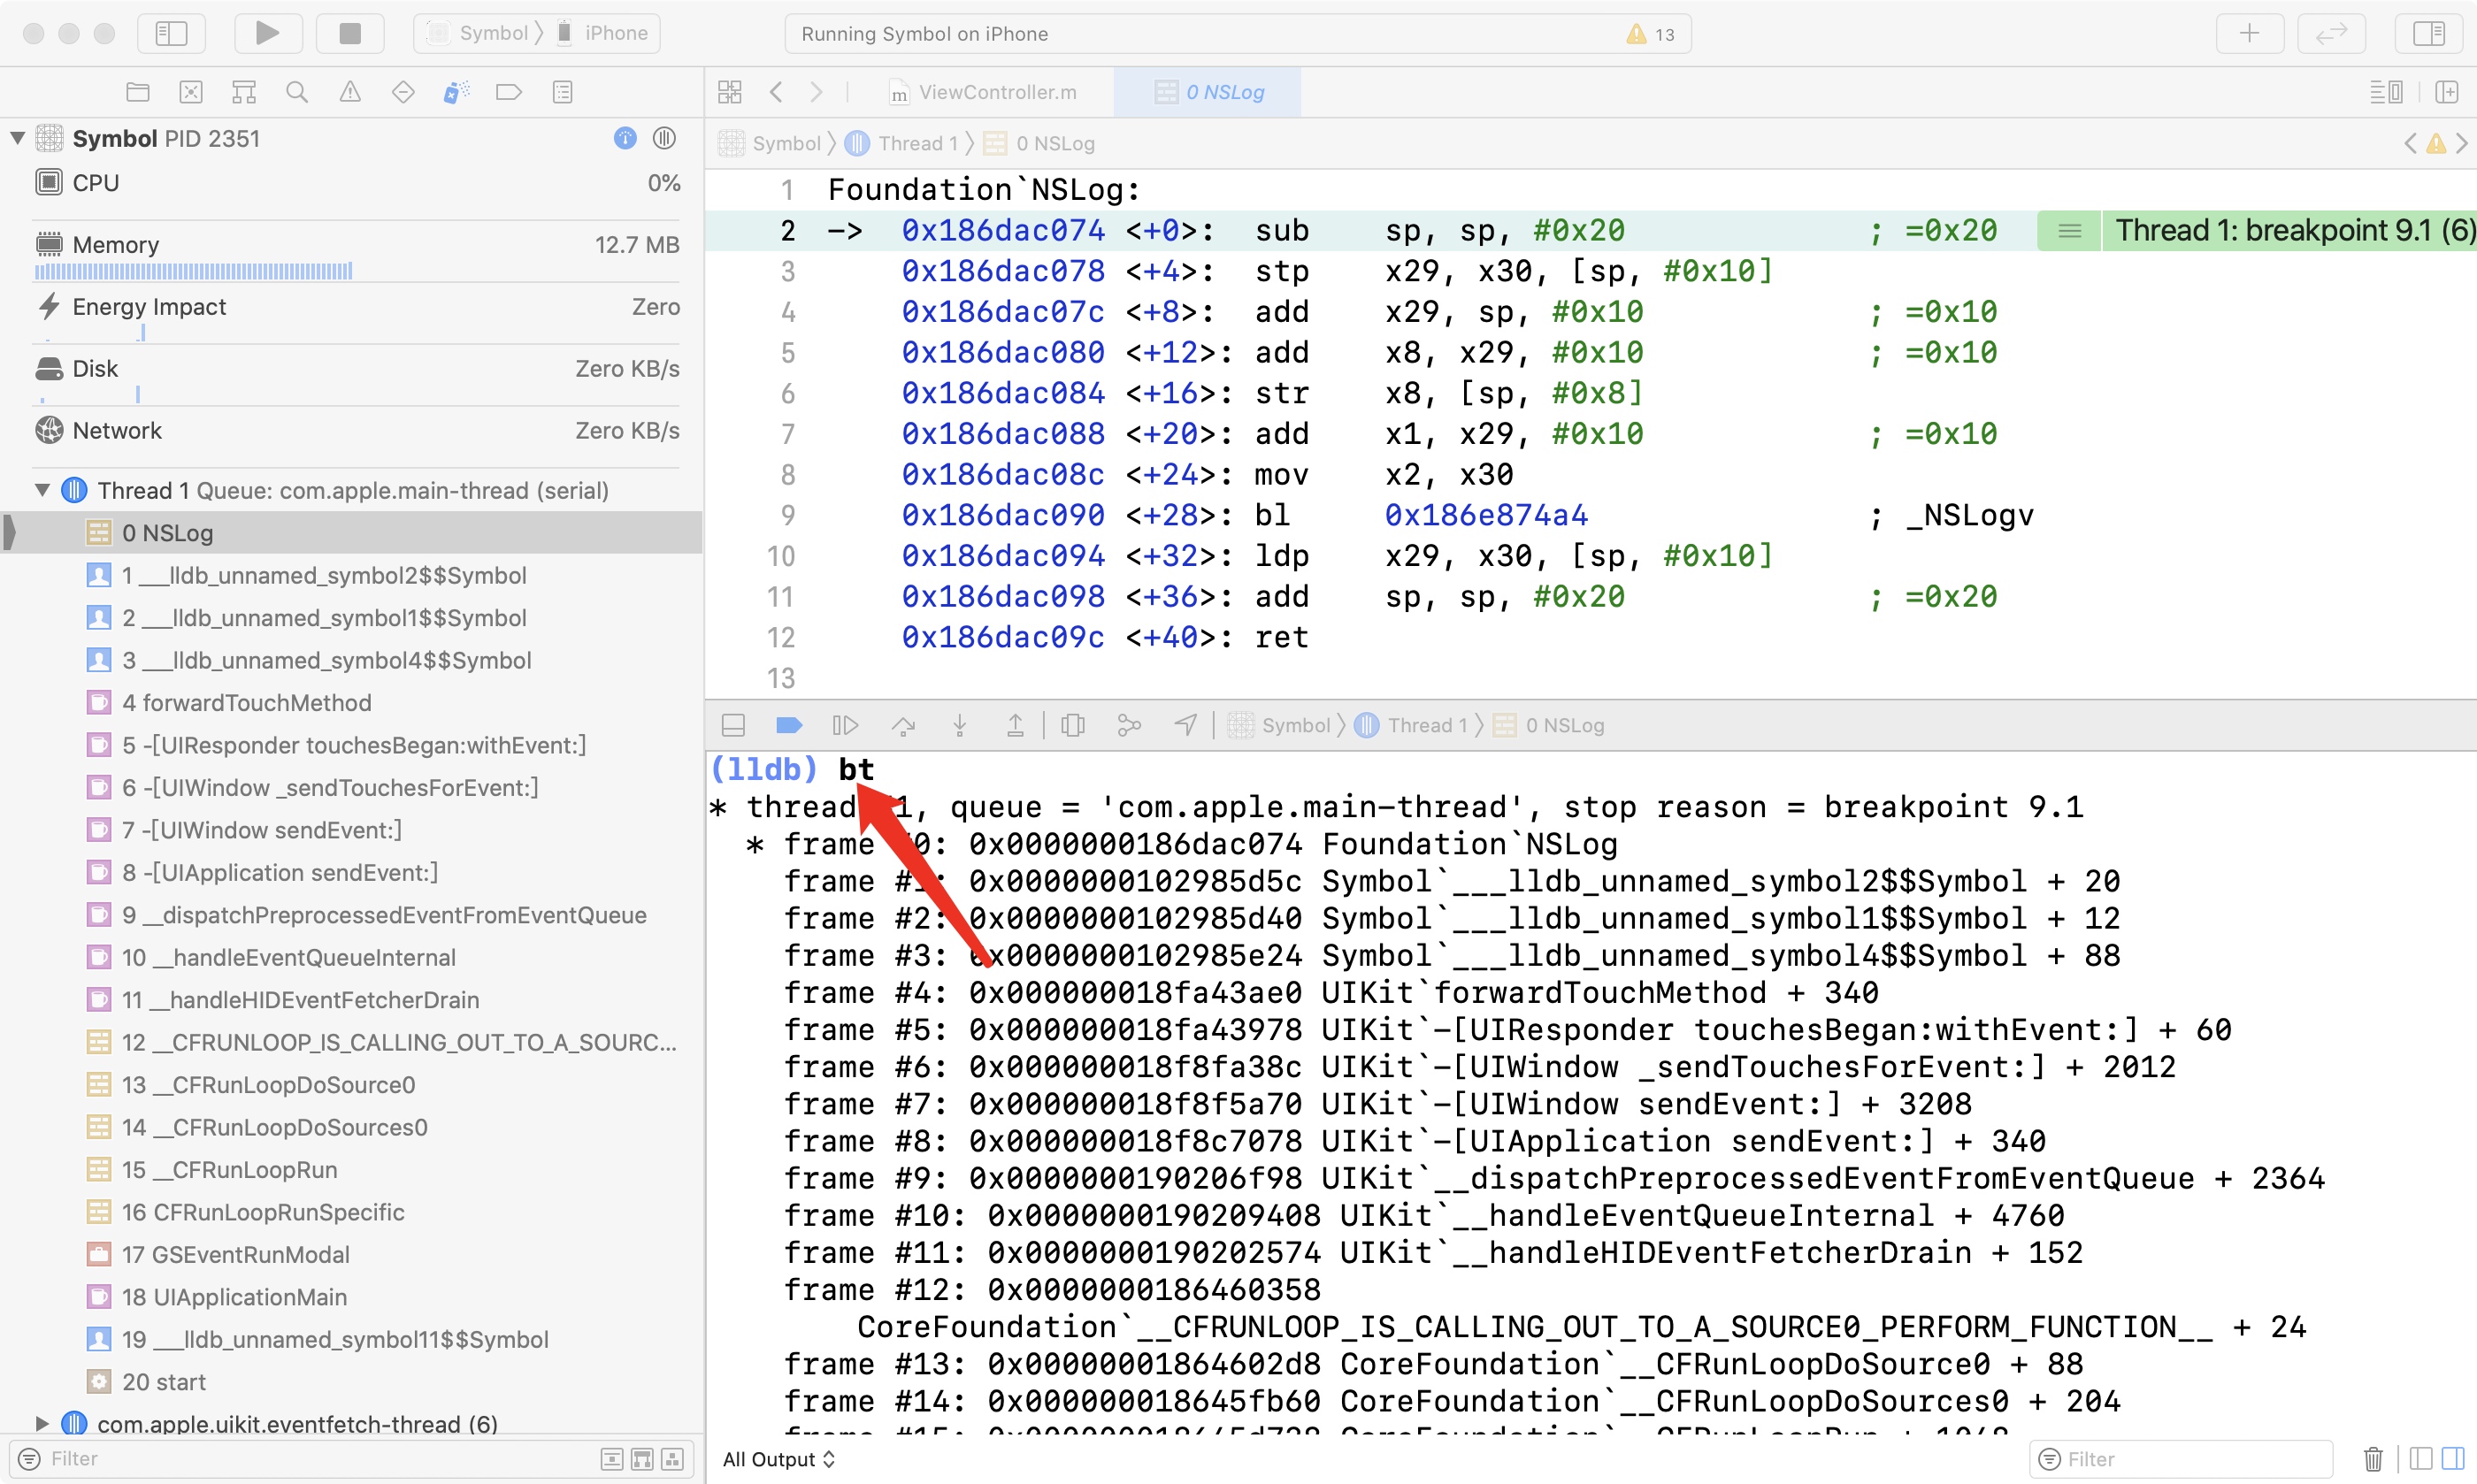 Symbol 〉 iPhone
Running Symbol on iPhone
13
ViewController.m
0 NSLog
Symbol PID 2351
CPU 0%
Memory 12.7 MB
Energy Impact Zero
Disk Zero KB/s
Network Zero KB/s
Thread 1 Queue: com.apple.main-thread (serial)
0 NSLog
1 ___lldb_unnamed_symbol2$$Symbol
2 ___lldb_unnamed_symbol1$$Symbol
3 ___lldb_unnamed_symbol4$$Symbol
4 forwardTouchMethod
5 -[UIResponder touchesBegan:withEvent:]
6 -[UIWindow _sendTouchesForEvent:]
7 -[UIWindow sendEvent:]
8 -[UIApplication sendEvent:]
9 __dispatchPreprocessedEventFromEventQueue
10 __handleEventQueueInternal
11 __handleHIDEventFetcherDrain
12 __CFRUNLOOP_IS_CALLING_OUT_TO_A_SOURC...
13 __CFRunLoopDoSource0
14 __CFRunLoopDoSources0
15 __CFRunLoopRun
16 CFRunLoopRunSpecific
17 GSEventRunModal
18 UIApplicationMain
19 ___lldb_unnamed_symbol11$$Symbol
20 start
com.apple.uikit.eventfetch-thread (6)
Filter
Symbol 〉 Thread 1 〉 0 NSLog
1 Foundation`NSLog:
2 -> 0x186dac074 <+0>: sub sp, sp, #0x20 ; =0x20 Thread 1: breakpoint 9.1 (6)
3 0x186dac078 <+4>: stp x29, x30, [sp, #0x10]
4 0x186dac07c <+8>: add x29, sp, #0x10 ; =0x10
5 0x186dac080 <+12>: add x8, x29, #0x10 ; =0x10
6 0x186dac084 <+16>: str x8, [sp, #0x8]
7 0x186dac088 <+20>: add x1, x29, #0x10 ; =0x10
8 0x186dac08c <+24>: mov x2, x30
9 0x186dac090 <+28>: bl 0x186e874a4 ; _NSLogv
10 0x186dac094 <+32>: ldp x29, x30, [sp, #0x10]
11 0x186dac098 <+36>: add sp, sp, #0x20 ; =0x20
12 0x186dac09c <+40>: ret
13
Symbol 〉 Thread 1 〉 0 NSLog
(lldb) bt
* thread 1, queue = 'com.apple.main-thread', stop reason = breakpoint 9.1
* frame 0: 0x0000000186dac074 Foundation`NSLog
frame #1: 0x0000000102985d5c Symbol`___lldb_unnamed_symbol2$$Symbol + 20
frame #2: 0x0000000102985d40 Symbol`___lldb_unnamed_symbol1$$Symbol + 12
frame #3: 0x0000000102985e24 Symbol`___lldb_unnamed_symbol4$$Symbol + 88
frame #4: 0x000000018fa43ae0 UIKit`forwardTouchMethod + 340
frame #5: 0x000000018fa43978 UIKit`-[UIResponder touchesBegan:withEvent:] + 60
frame #6: 0x000000018f8fa38c UIKit`-[UIWindow _sendTouchesForEvent:] + 2012
frame #7: 0x000000018f8f5a70 UIKit`-[UIWindow sendEvent:] + 3208
frame #8: 0x000000018f8c7078 UIKit`-[UIApplication sendEvent:] + 340
frame #9: 0x0000000190206f98 UIKit`__dispatchPreprocessedEventFromEventQueue + 2364
frame #10: 0x0000000190209408 UIKit`__handleEventQueueInternal + 4760
frame #11: 0x0000000190202574 UIKit`__handleHIDEventFetcherDrain + 152
frame #12: 0x0000000186460358
CoreFoundation`__CFRUNLOOP_IS_CALLING_OUT_TO_A_SOURCE0_PERFORM_FUNCTION__ + 24
frame #13: 0x00000001864602d8 CoreFoundation`__CFRunLoopDoSource0 + 88
frame #14: 0x000000018645fb60 CoreFoundation`__CFRunLoopDoSources0 + 204
All Output
Filter